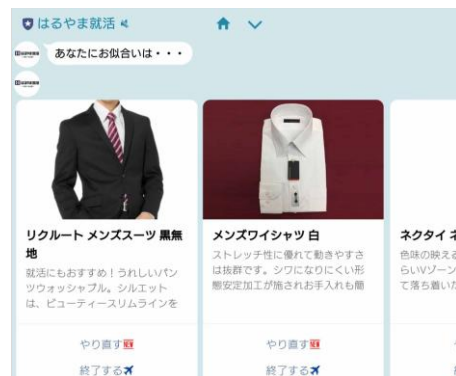 はるやま就活
あなたにお似合いは・・・
リクルート メンズスーツ 黒無
地
就活にもおすすめ！うれしいパン
ツウォッシャブル。シルエット
は、ビューティースリムラインを
やり直す
終了する
メンズワイシャツ 白
ストレッチ性に優れて動きやすさ
は抜群です。シワになりにくい形
態安定加工が施されお手入れも簡
やり直す
終了する
ネクタイ ネ
色味の映える
らいVゾーン
て落ち着いた